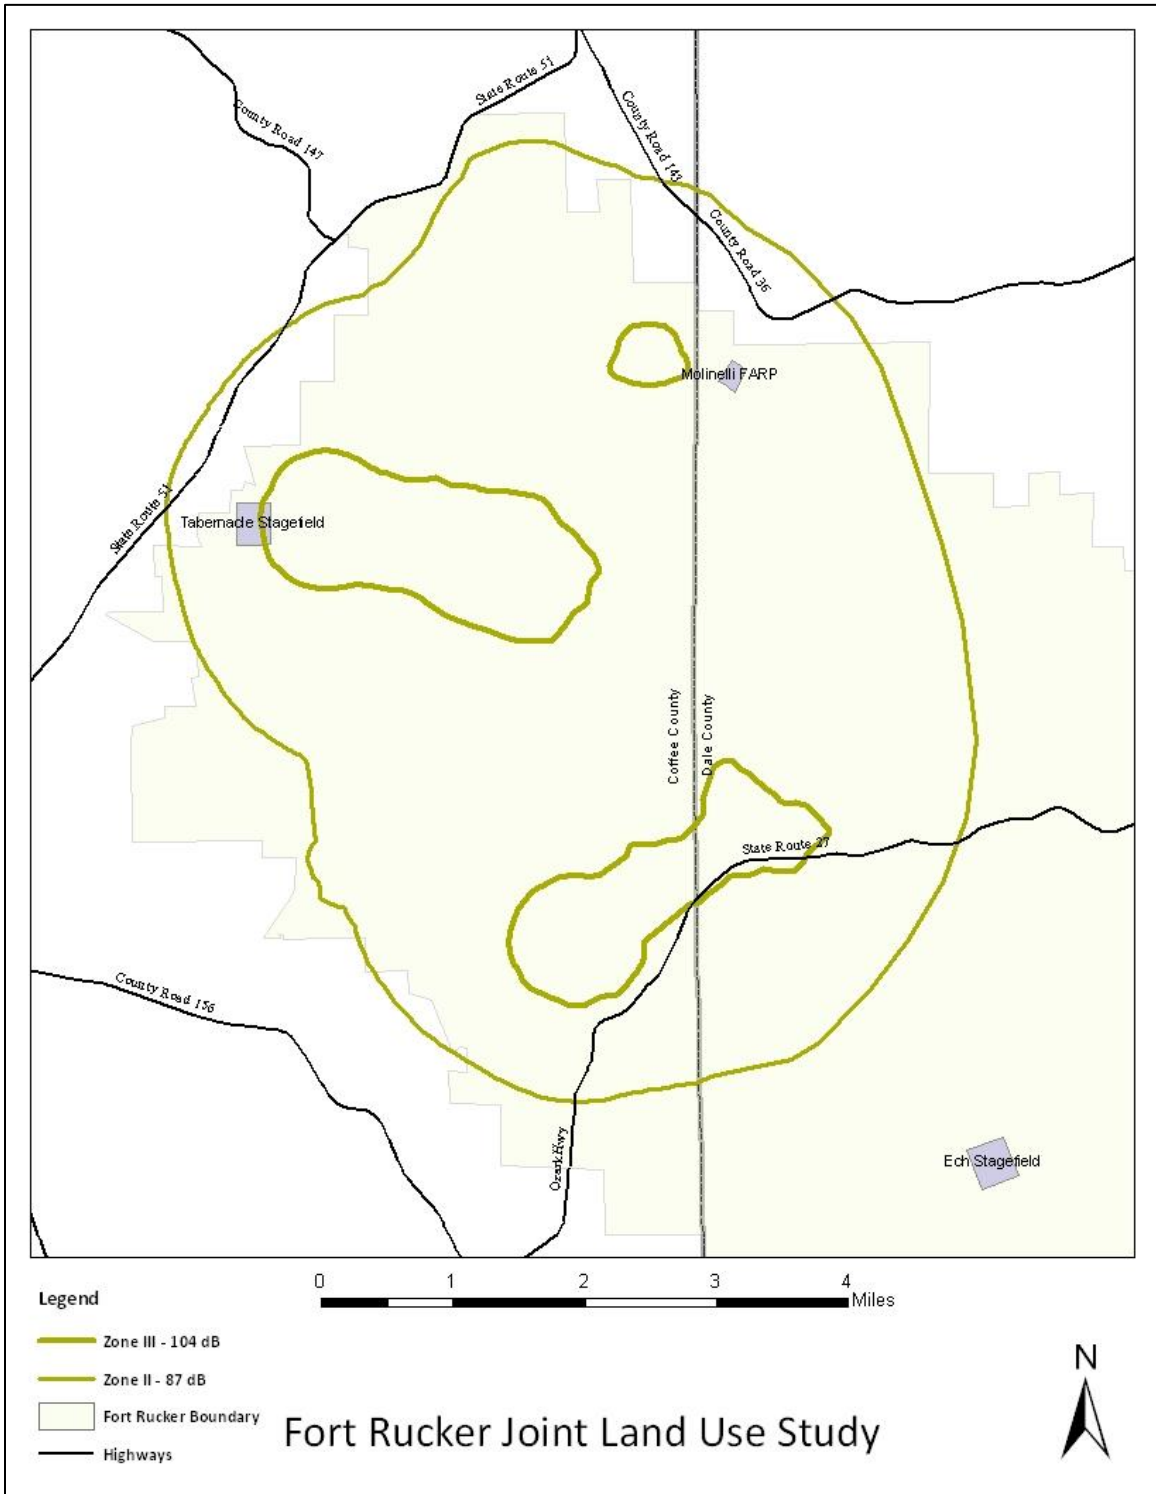 State Route 51
County Road 147
County Road 143
County Road 36
Molinelli FARP
State Route 51
Tabernacle Stagefield
Coffee County
Dale County
State Route 27
County Road 156
Ozark Hwy
Ech Stagefield
0 1 2 3 4
Miles
Legend
Zone III - 104 dB
Zone II - 87 dB
Fort Rucker Boundary
Highways
Fort Rucker Joint Land Use Study
N